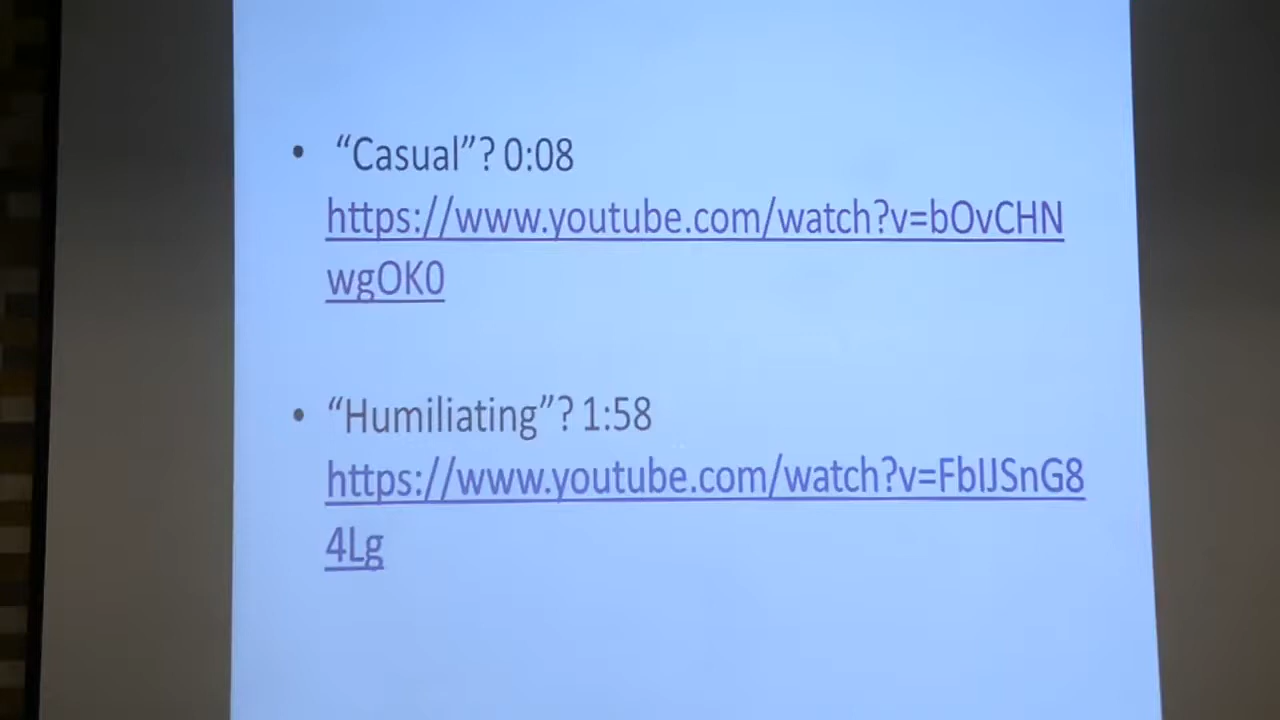 • “Casual”? 0:08
https://www.youtube.com/watch?v=bOvCHN
wgOK0
• “Humiliating”? 1:58
https://www.youtube.com/watch?v=FbIJSnG8
4Lg